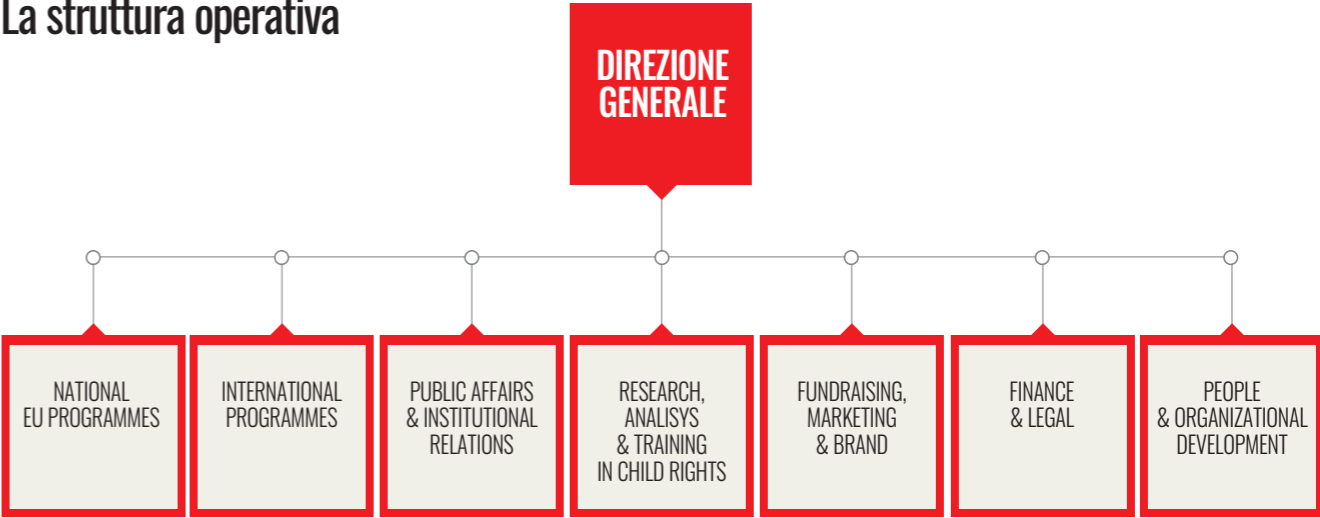 La struttura operativa
DIREZIONE
GENERALE
NATIONAL
EU PROGRAMMES
INTERNATIONAL
PROGRAMMES
PUBLIC AFFAIRS
& INSTITUTIONAL
RELATIONS
RESEARCH,
ANALISYS
& TRAINING
IN CHILD RIGHTS
FUNDRAISING,
MARKETING
& BRAND
FINANCE
& LEGAL
PEOPLE
& ORGANIZATIONAL
DEVELOPMENT